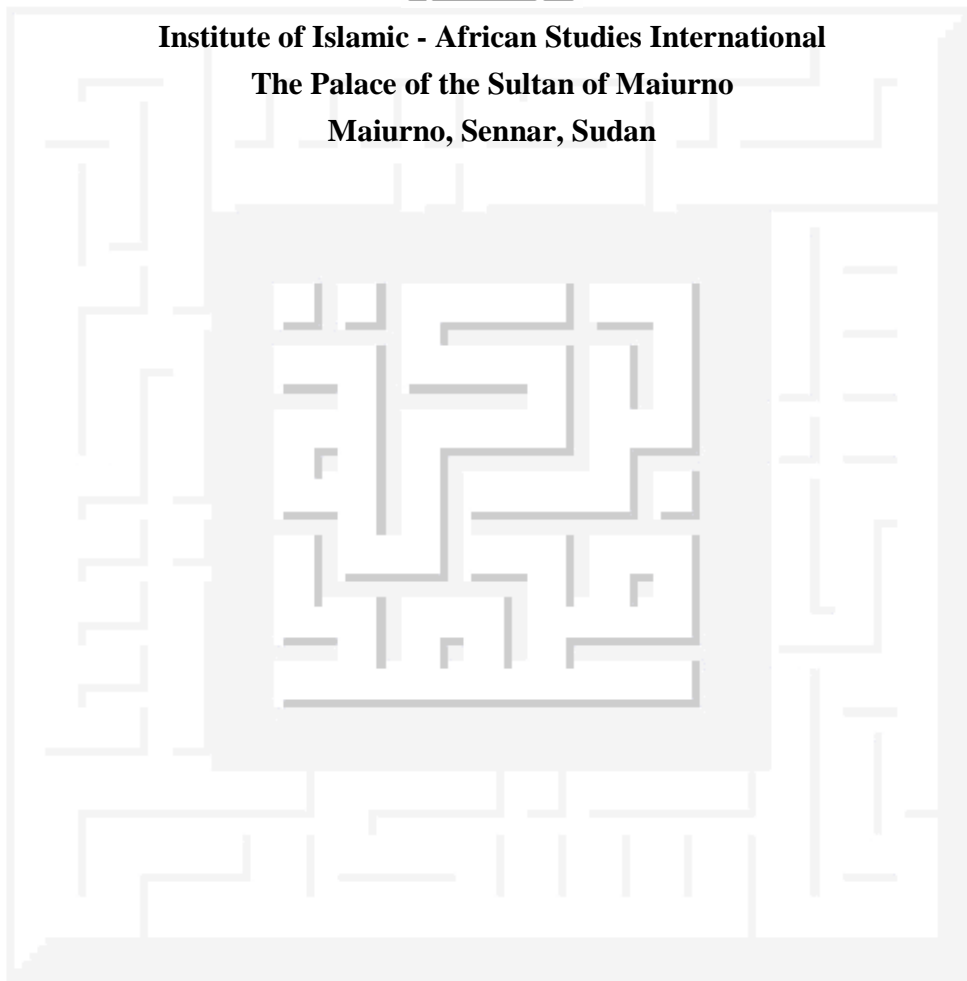 Institute of Islamic - African Studies International
The Palace of the Sultan of Maiurno
Maiurno, Sennar, Sudan